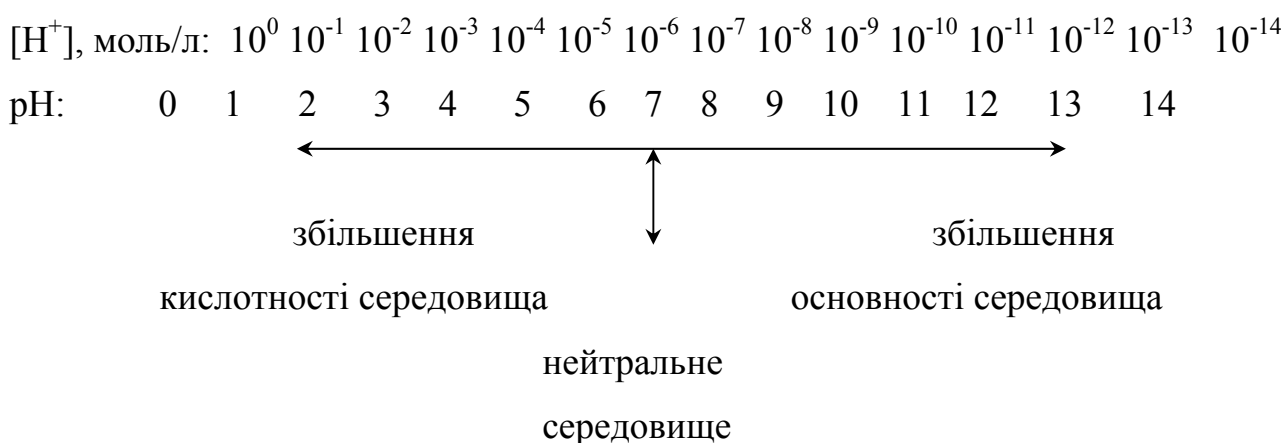 [H⁺], моль/л: 10⁰ 10⁻¹ 10⁻² 10⁻³ 10⁻⁴ 10⁻⁵ 10⁻⁶ 10⁻⁷ 10⁻⁸ 10⁻⁹ 10⁻¹⁰ 10⁻¹¹ 10⁻¹² 10⁻¹³ 10⁻¹⁴
pH: 0 1 2 3 4 5 6 7 8 9 10 11 12 13 14
збільшення збільшення
кислотності середовища основності середовища
нейтральне
середовище